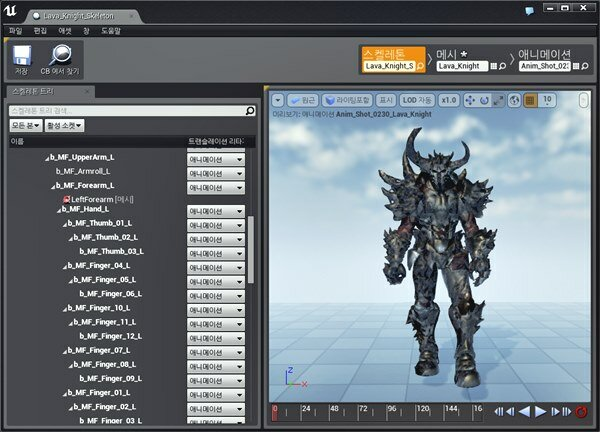 Lava_Knight_Skeleton
파일 편집 애셋 창 도움말
저장 CB 에서 찾기
스켈레톤 메시 * 애니메이션
Lava_Knight_S Lava_Knight Anim_Shot_023
스켈레톤 트리
스켈레톤 트리 검색...
모든 본 활성 소켓
이름 트랜슬레이션 리타
b_MF_UpperArm_L 애니메이션
b_MF_Armroll_L 애니메이션
b_MF_Forearm_L 애니메이션
LeftForearm [메시]
b_MF_Hand_L 애니메이션
b_MF_Thumb_01_L 애니메이션
b_MF_Thumb_02_L 애니메이션
b_MF_Thumb_03_L 애니메이션
b_MF_Finger_04_L 애니메이션
b_MF_Finger_05_L 애니메이션
b_MF_Finger_06_L 애니메이션
b_MF_Finger_10_L 애니메이션
b_MF_Finger_11_L 애니메이션
b_MF_Finger_12_L 애니메이션
b_MF_Finger_07_L 애니메이션
b_MF_Finger_08_L 애니메이션
b_MF_Finger_09_L 애니메이션
b_MF_Finger_01_L 애니메이션
b_MF_Finger_02_L 애니메이션
b_MF_Finger_03_L 애니메이션
원근 라이팅포함 표시 LOD 자동 x1.0 10
미리보기: 애니메이션 Anim_Shot_0230_Lava_Knight
Z
X
0 24 48 72 96 120 144 16